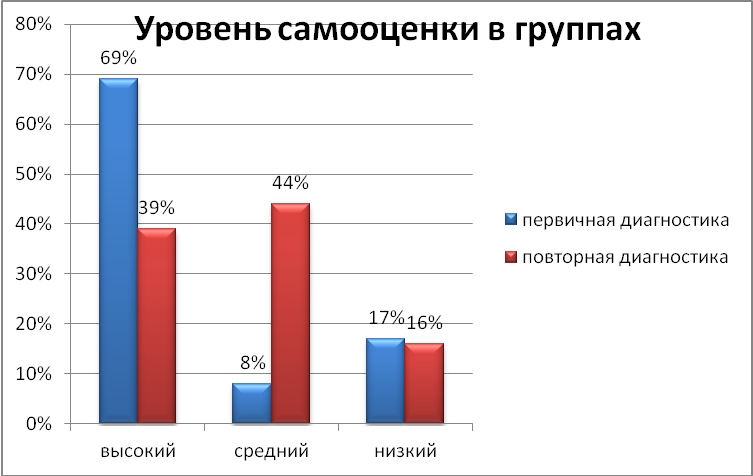 Уровень самооценки в группах
80%
70%
60%
50%
40%
30%
20%
10%
0%
69%
39%
8%
44%
17%
16%
высокий
средний
низкий
первичная диагностика
повторная диагностика